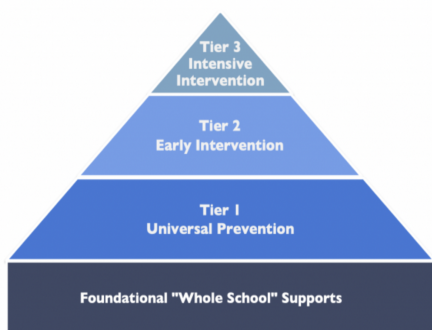 Tier 3
Intensive
Intervention
Tier 2
Early Intervention
Tier 1
Universal Prevention
Foundational "Whole School" Supports